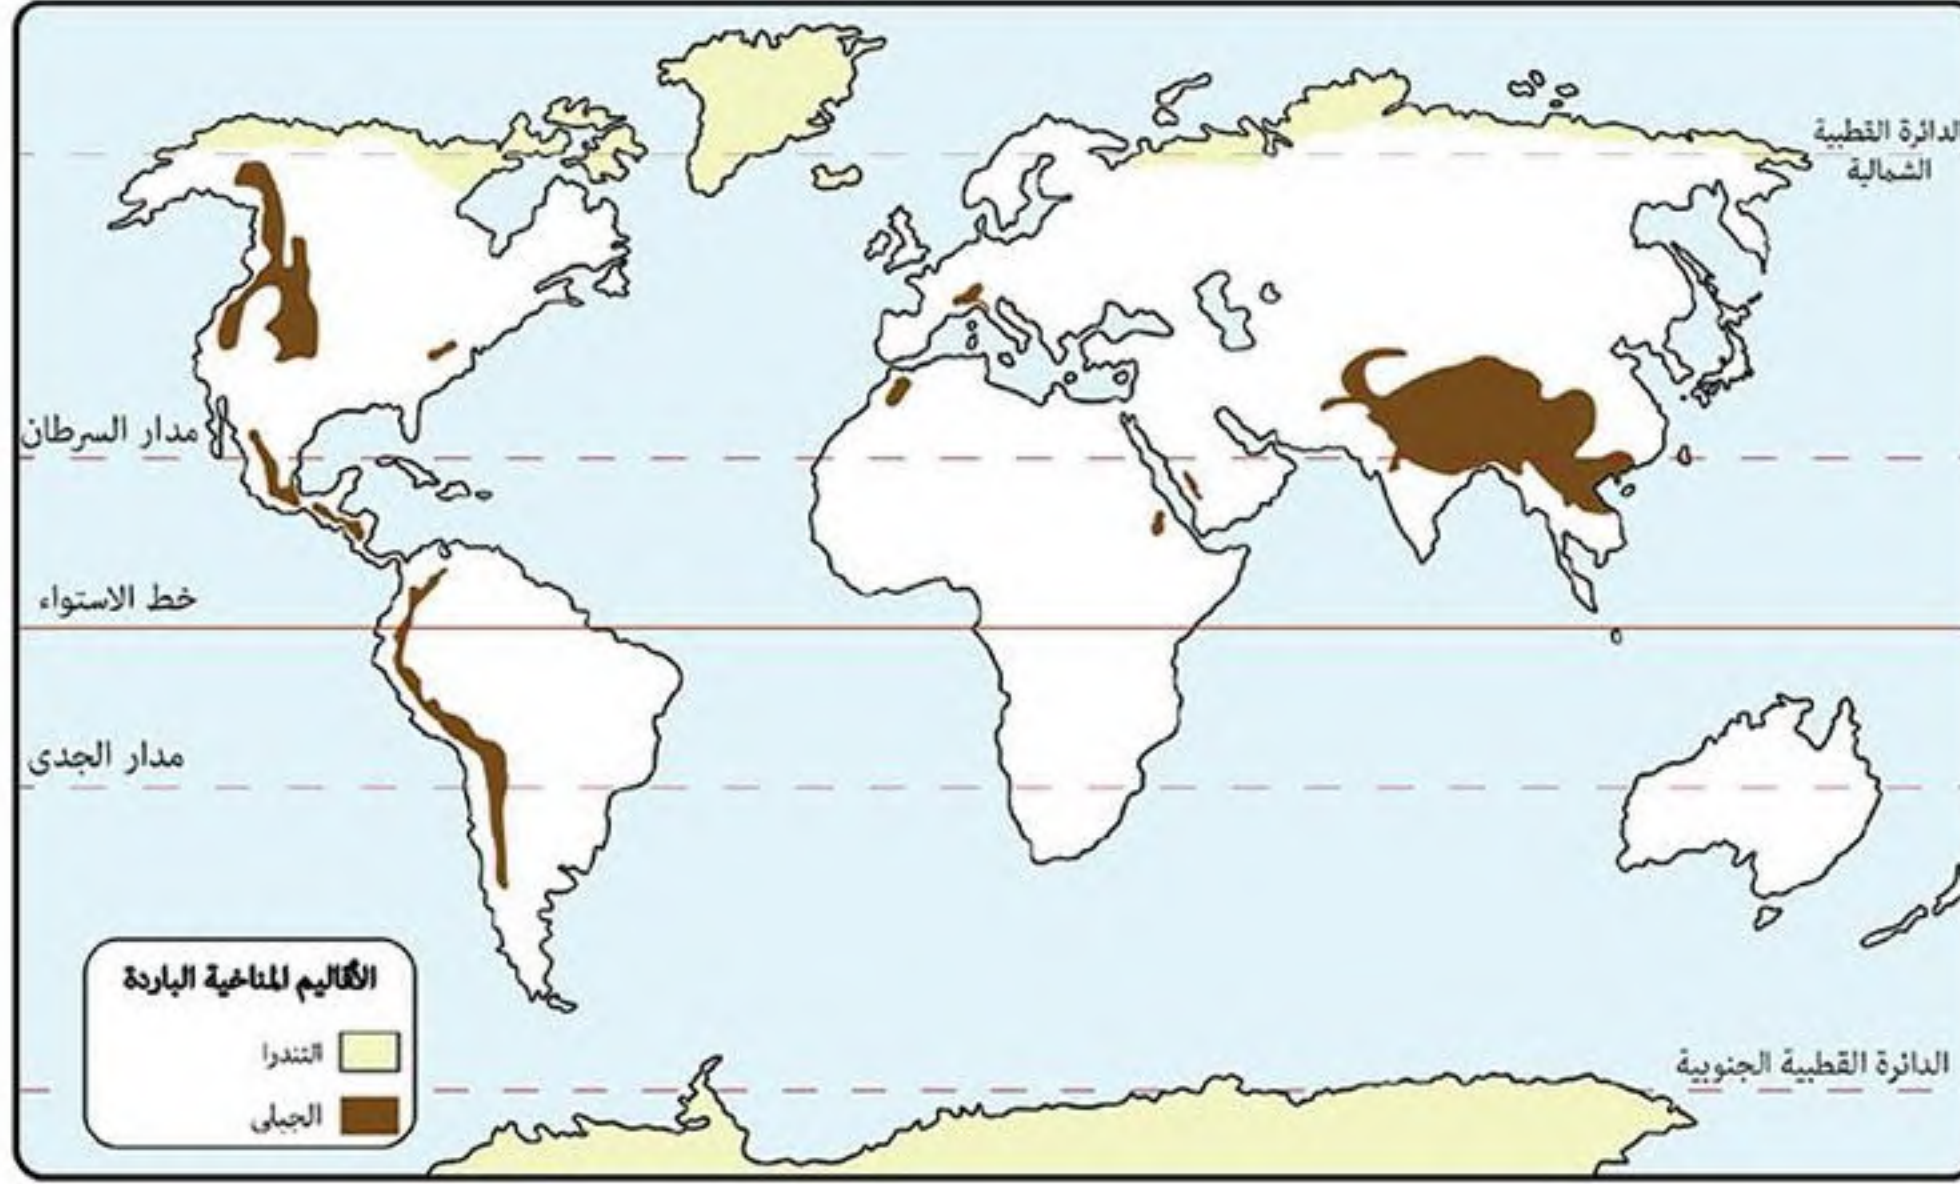 الدائرة القطبية
الشمالية
مدار السرطان
خط الاستواء
مدار الجدى
الأقاليم المناخية الباردة
التندرا
الجبلى
الدائرة القطبية الجنوبية